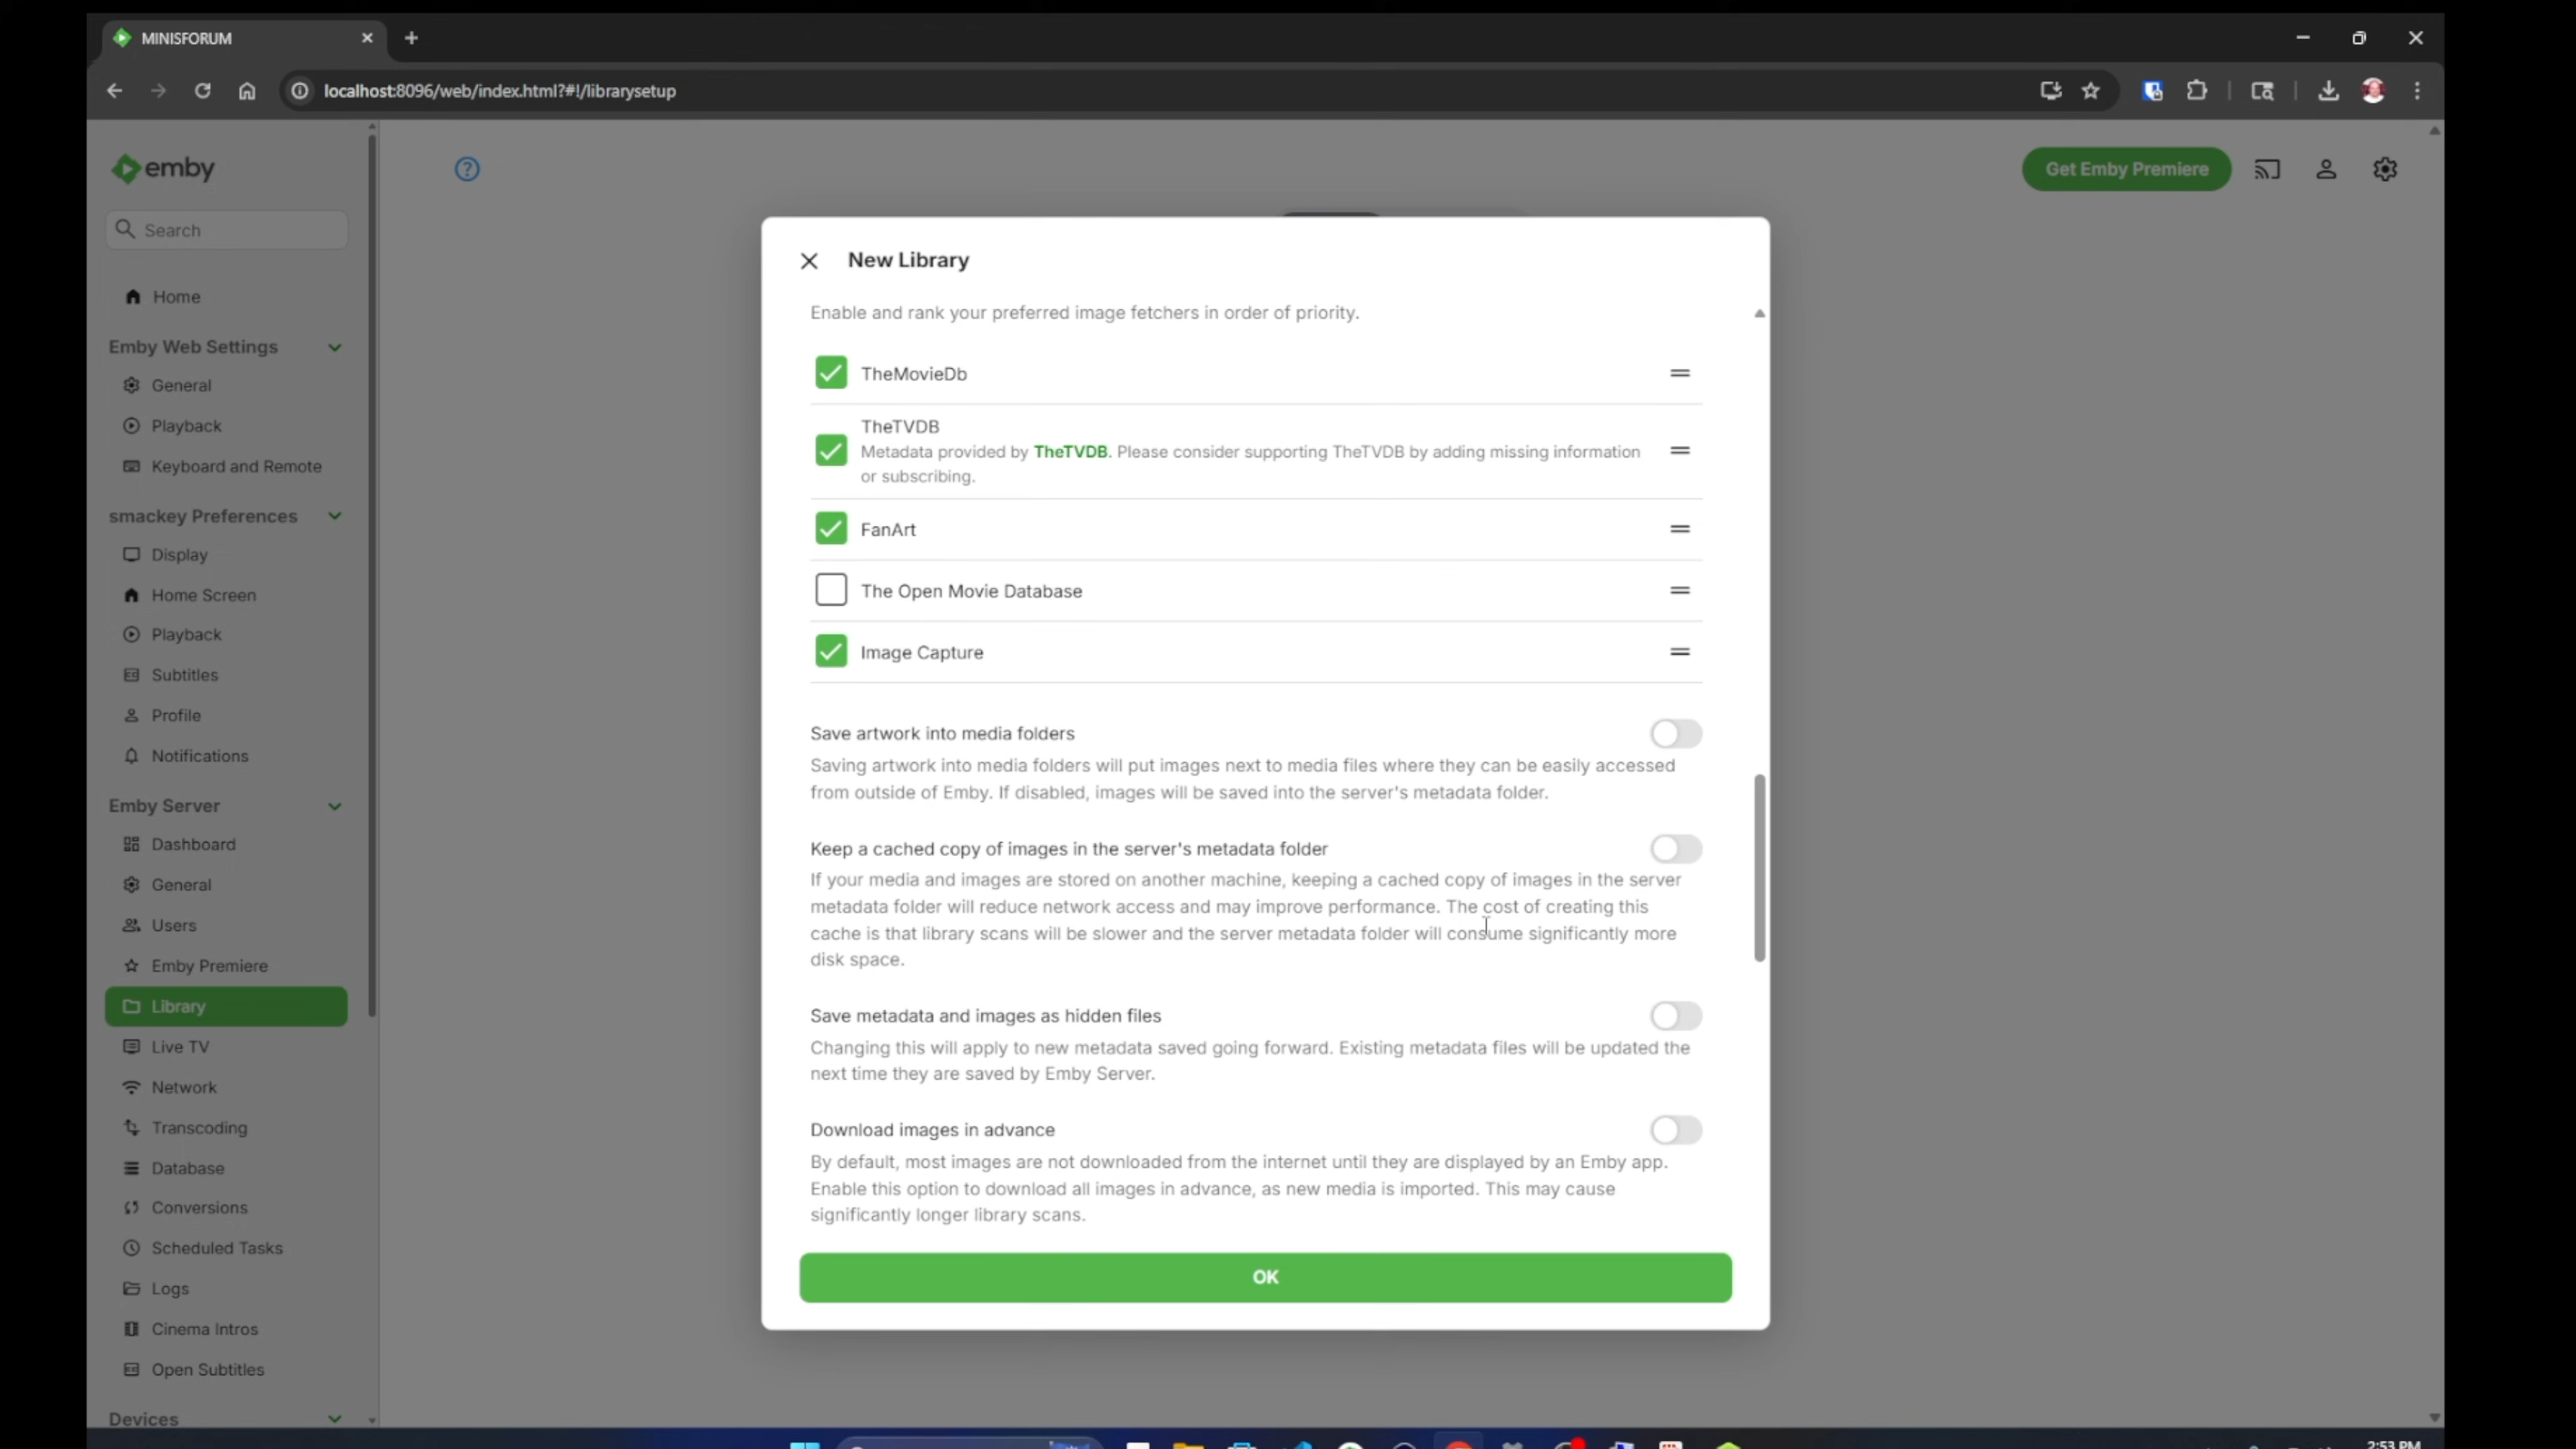 MINISFORUM
localhost:8096/web/index.html?#!/librarysetup
emby
Get Emby Premiere
Search
Home
Emby Web Settings
General
Playback
Keyboard and Remote
smackey Preferences
Display
Home Screen
Playback
Subtitles
Profile
Notifications
Emby Server
Dashboard
General
Users
Emby Premiere
Library
Live TV
Network
Transcoding
Database
Conversions
Scheduled Tasks
Logs
Cinema Intros
Open Subtitles
Devices
New Library
Enable and rank your preferred image fetchers in order of priority.
TheMovieDb
TheTVDB
Metadata provided by TheTVDB. Please consider supporting TheTVDB by adding missing information
or subscribing.
FanArt
The Open Movie Database
Image Capture
Save artwork into media folders
Saving artwork into media folders will put images next to media files where they can be easily accessed
from outside of Emby. If disabled, images will be saved into the server's metadata folder.
Keep a cached copy of images in the server's metadata folder
If your media and images are stored on another machine, keeping a cached copy of images in the server
metadata folder will reduce network access and may improve performance. The cost of creating this
cache is that library scans will be slower and the server metadata folder will consume significantly more
disk space.
Save metadata and images as hidden files
Changing this will apply to new metadata saved going forward. Existing metadata files will be updated the
next time they are saved by Emby Server.
Download images in advance
By default, most images are not downloaded from the internet until they are displayed by an Emby app.
Enable this option to download all images in advance, as new media is imported. This may cause
significantly longer library scans.
OK
2:53 PM